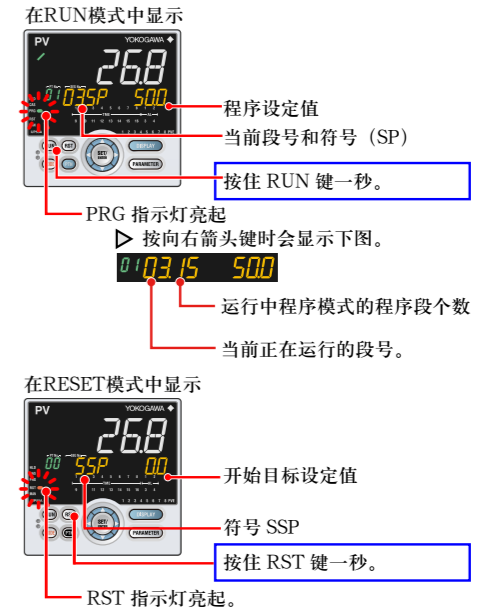 在RUN模式中显示
PV
YOKOGAWA ◆
26.8
01 03SP 50.0
PRG
RST
DISPLAY
SET/
PARAMETER
程序设定值
当前段号和符号（SP）
按住 RUN 键一秒。
PRG 指示灯亮起
▷ 按向右箭头键时会显示下图。
01 03.15 50.0
运行中程序模式的程序段个数
当前正在运行的段号。
在RESET模式中显示
PV
YOKOGAWA ◆
26.8
00 SSP 0.0
DISPLAY
SET/
PARAMETER
开始目标设定值
符号 SSP
按住 RST 键一秒。
RST 指示灯亮起。